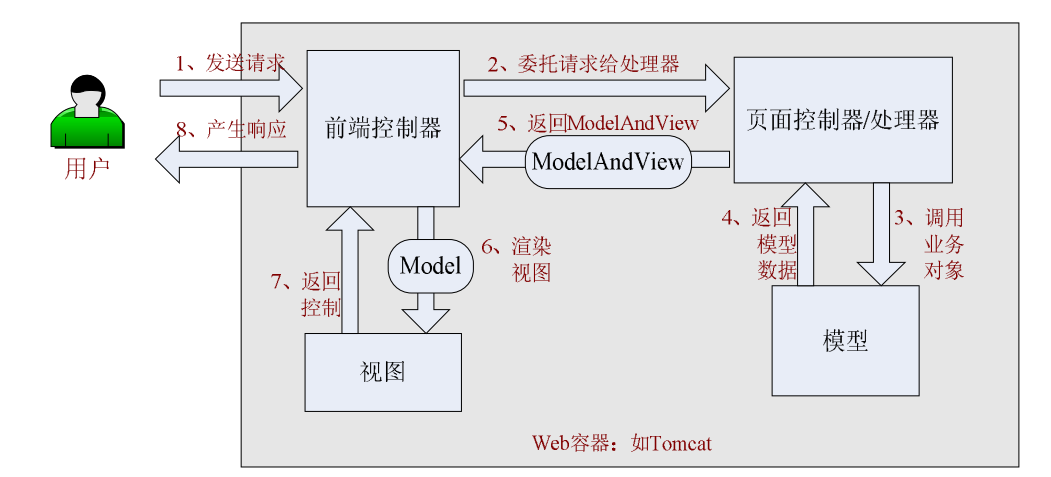 1、发送请求
2、委托请求给处理器
前端控制器
页面控制器/处理器
8、产生响应
5、返回ModelAndView
ModelAndView
用户
4、返回
模型
数据
3、调用
业务
对象
6、渲染
视图
Model
7、返回
控制
视图
模型
Web容器：如Tomcat